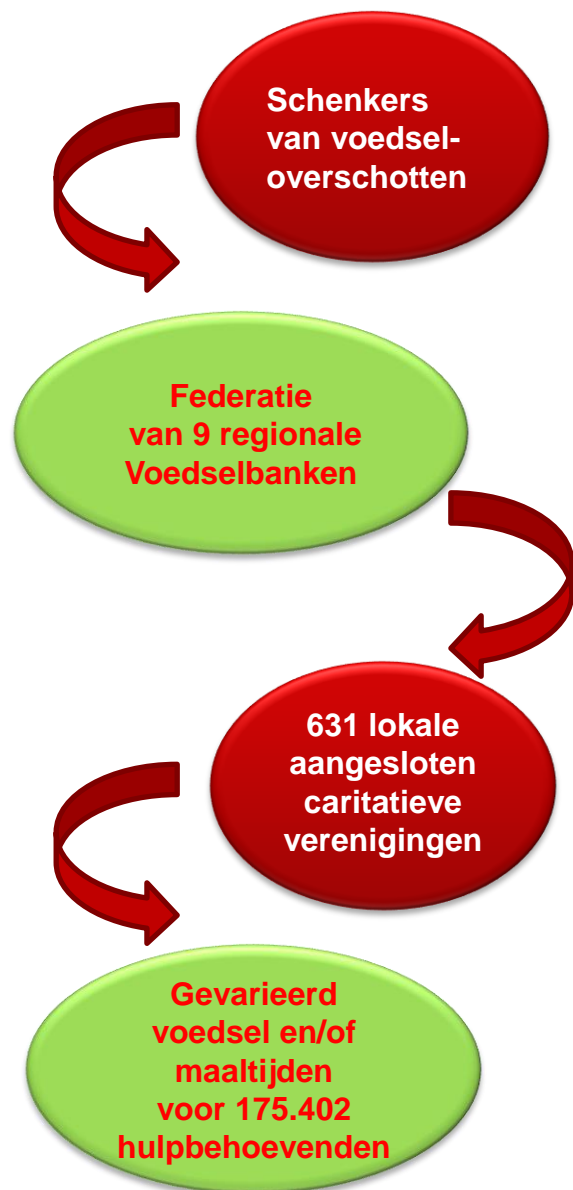 Schenkers
van voedsel-
overschotten
Federatie
van 9 regionale
Voedselbanken
631 lokale
aangesloten
caritatieve
verenigingen
Gevarieerd
voedsel en/of
maaltijden
voor 175.402
hulpbehoevenden